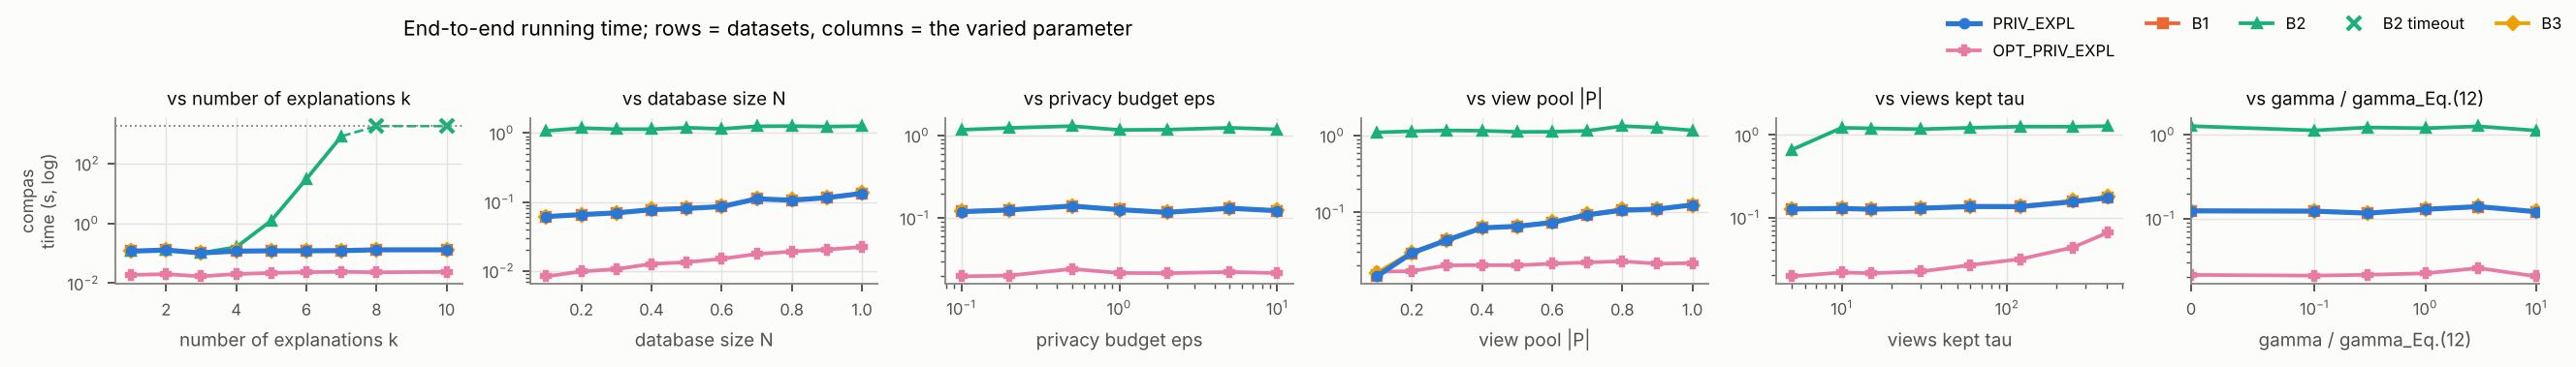 End-to-end running time; rows = datasets, columns = the varied parameter
PRIV_EXPL B1 B2 B2 timeout B3
OPT_PRIV_EXPL
vs number of explanations k
compas
time (s, log)
10² 10⁰ 10⁻²
2 4 6 8 10
number of explanations k
vs database size N
10⁰ 10⁻¹ 10⁻²
0.2 0.4 0.6 0.8 1.0
database size N
vs privacy budget eps
10⁰ 10⁻¹
10⁻¹ 10⁰ 10¹
privacy budget eps
vs view pool |P|
10⁰ 10⁻¹
0.2 0.4 0.6 0.8 1.0
view pool |P|
vs views kept tau
10⁰ 10⁻¹
10¹ 10²
views kept tau
vs gamma / gamma_Eq.(12)
10⁰ 10⁻¹
0 10⁻¹ 10⁰ 10¹
gamma / gamma_Eq.(12)